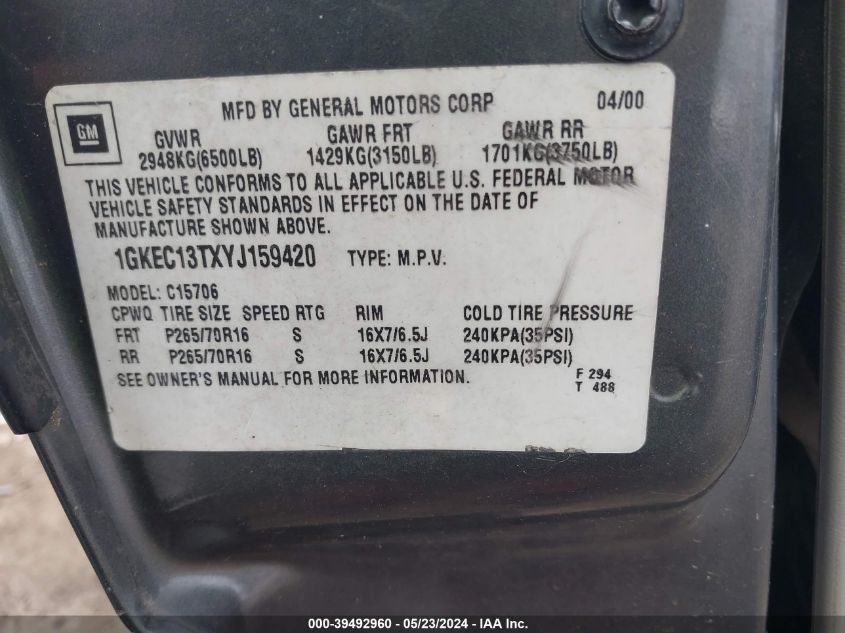 GM
MFD BY GENERAL MOTORS CORP 04/00
GVWR GAWR FRT GAWR RR
2948KG(6500LB) 1429KG(3150LB) 1701KG(3750LB)
THIS VEHICLE CONFORMS TO ALL APPLICABLE U.S. FEDERAL MOTOR
VEHICLE SAFETY STANDARDS IN EFFECT ON THE DATE OF
MANUFACTURE SHOWN ABOVE.
1GKEC13TXYJ159420 TYPE: M.P.V.
MODEL: C15706
CPWQ TIRE SIZE SPEED RTG RIM COLD TIRE PRESSURE
FRT P265/70R16 S 16X7/6.5J 240KPA(35PSI)
RR P265/70R16 S 16X7/6.5J 240KPA(35PSI)
SEE OWNER'S MANUAL FOR MORE INFORMATION. F 294
T 488
000-39492960 - 05/23/2024 - IAA Inc.